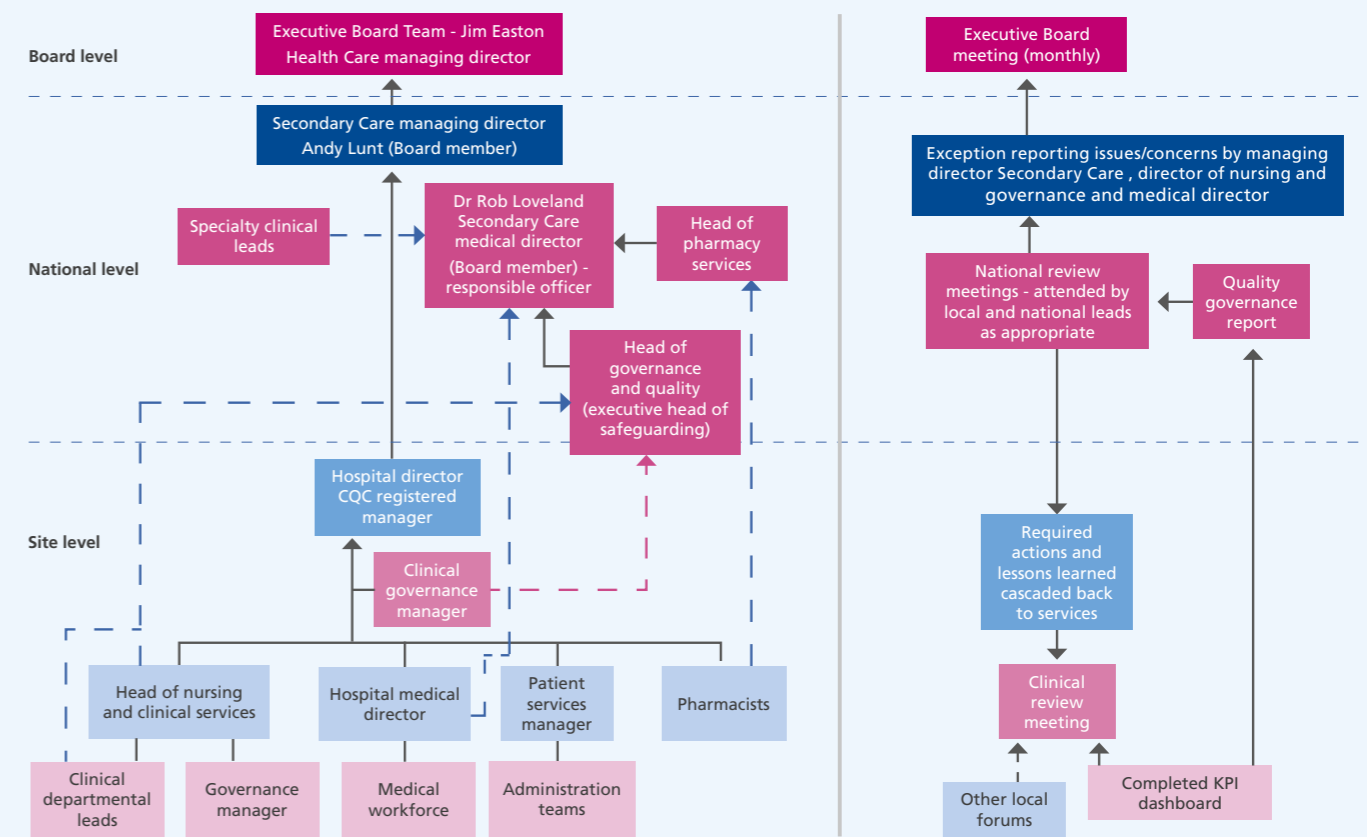 Board level
Executive Board Team - Jim Easton
Health Care managing director
Secondary Care managing director
Andy Lunt (Board member)
National level
Specialty clinical
leads
Dr Rob Loveland
Secondary Care
medical director
(Board member) -
responsible officer
Head of
pharmacy
services
Head of
governance
and quality
(executive head of
safeguarding)
Site level
Hospital director
CQC registered
manager
Clinical
governance
manager
Head of nursing
and clinical services
Hospital medical
director
Patient
services
manager
Pharmacists
Clinical
departmental
leads
Governance
manager
Medical
workforce
Administration
teams
Executive Board
meeting (monthly)
Exception reporting issues/concerns by managing
director Secondary Care , director of nursing and
governance and medical director
National review
meetings - attended by
local and national leads
as appropriate
Quality
governance
report
Required
actions and
lessons learned
cascaded back
to services
Clinical
review
meeting
Other local
forums
Completed KPI
dashboard